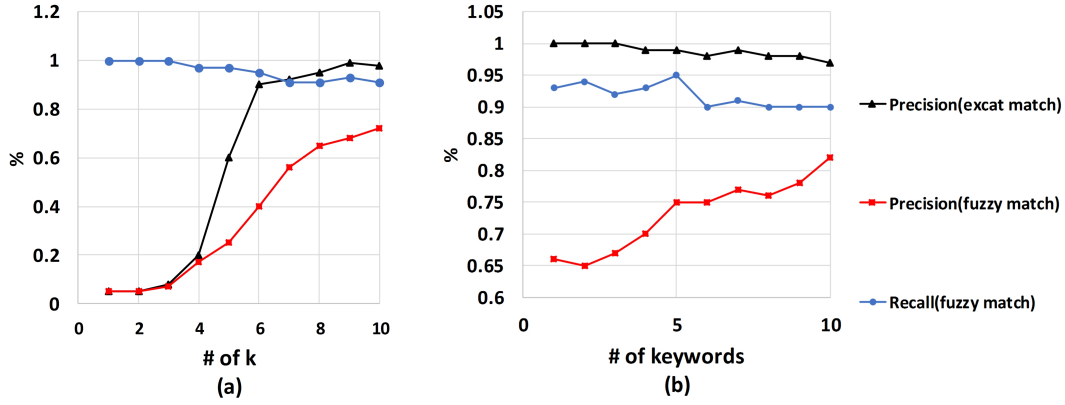 1.2
1
0.8
0.6
0.4
0.2
0
%
0 2 4 6 8 10
# of k
(a)
1.05
1
0.95
0.9
0.85
0.8
0.75
0.7
0.65
0.6
%
0 5 10
# of keywords
(b)
Precision(excat match)
Precision(fuzzy match)
Recall(fuzzy match)